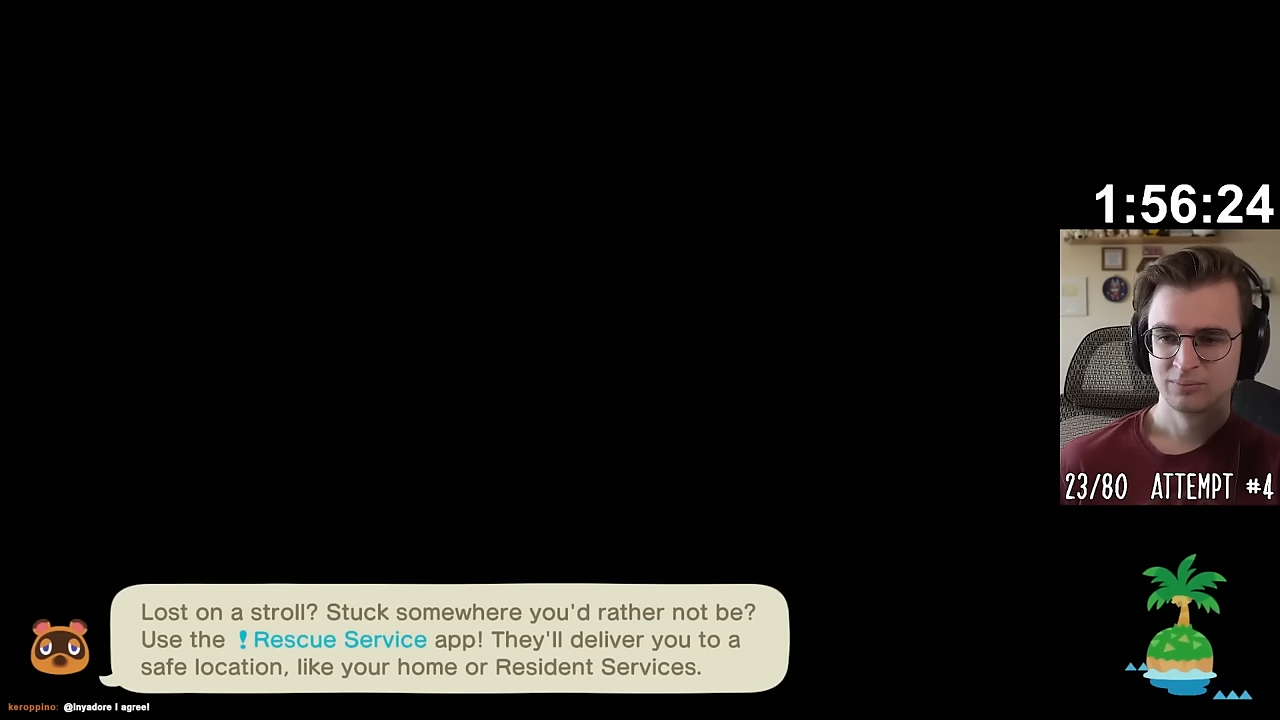 1:56:24
23/80 ATTEMPT #4
Lost on a stroll? Stuck somewhere you'd rather not be?
Use the ! Rescue Service app! They'll deliver you to a
safe location, like your home or Resident Services.
keroppino: @Inyadore I agree!